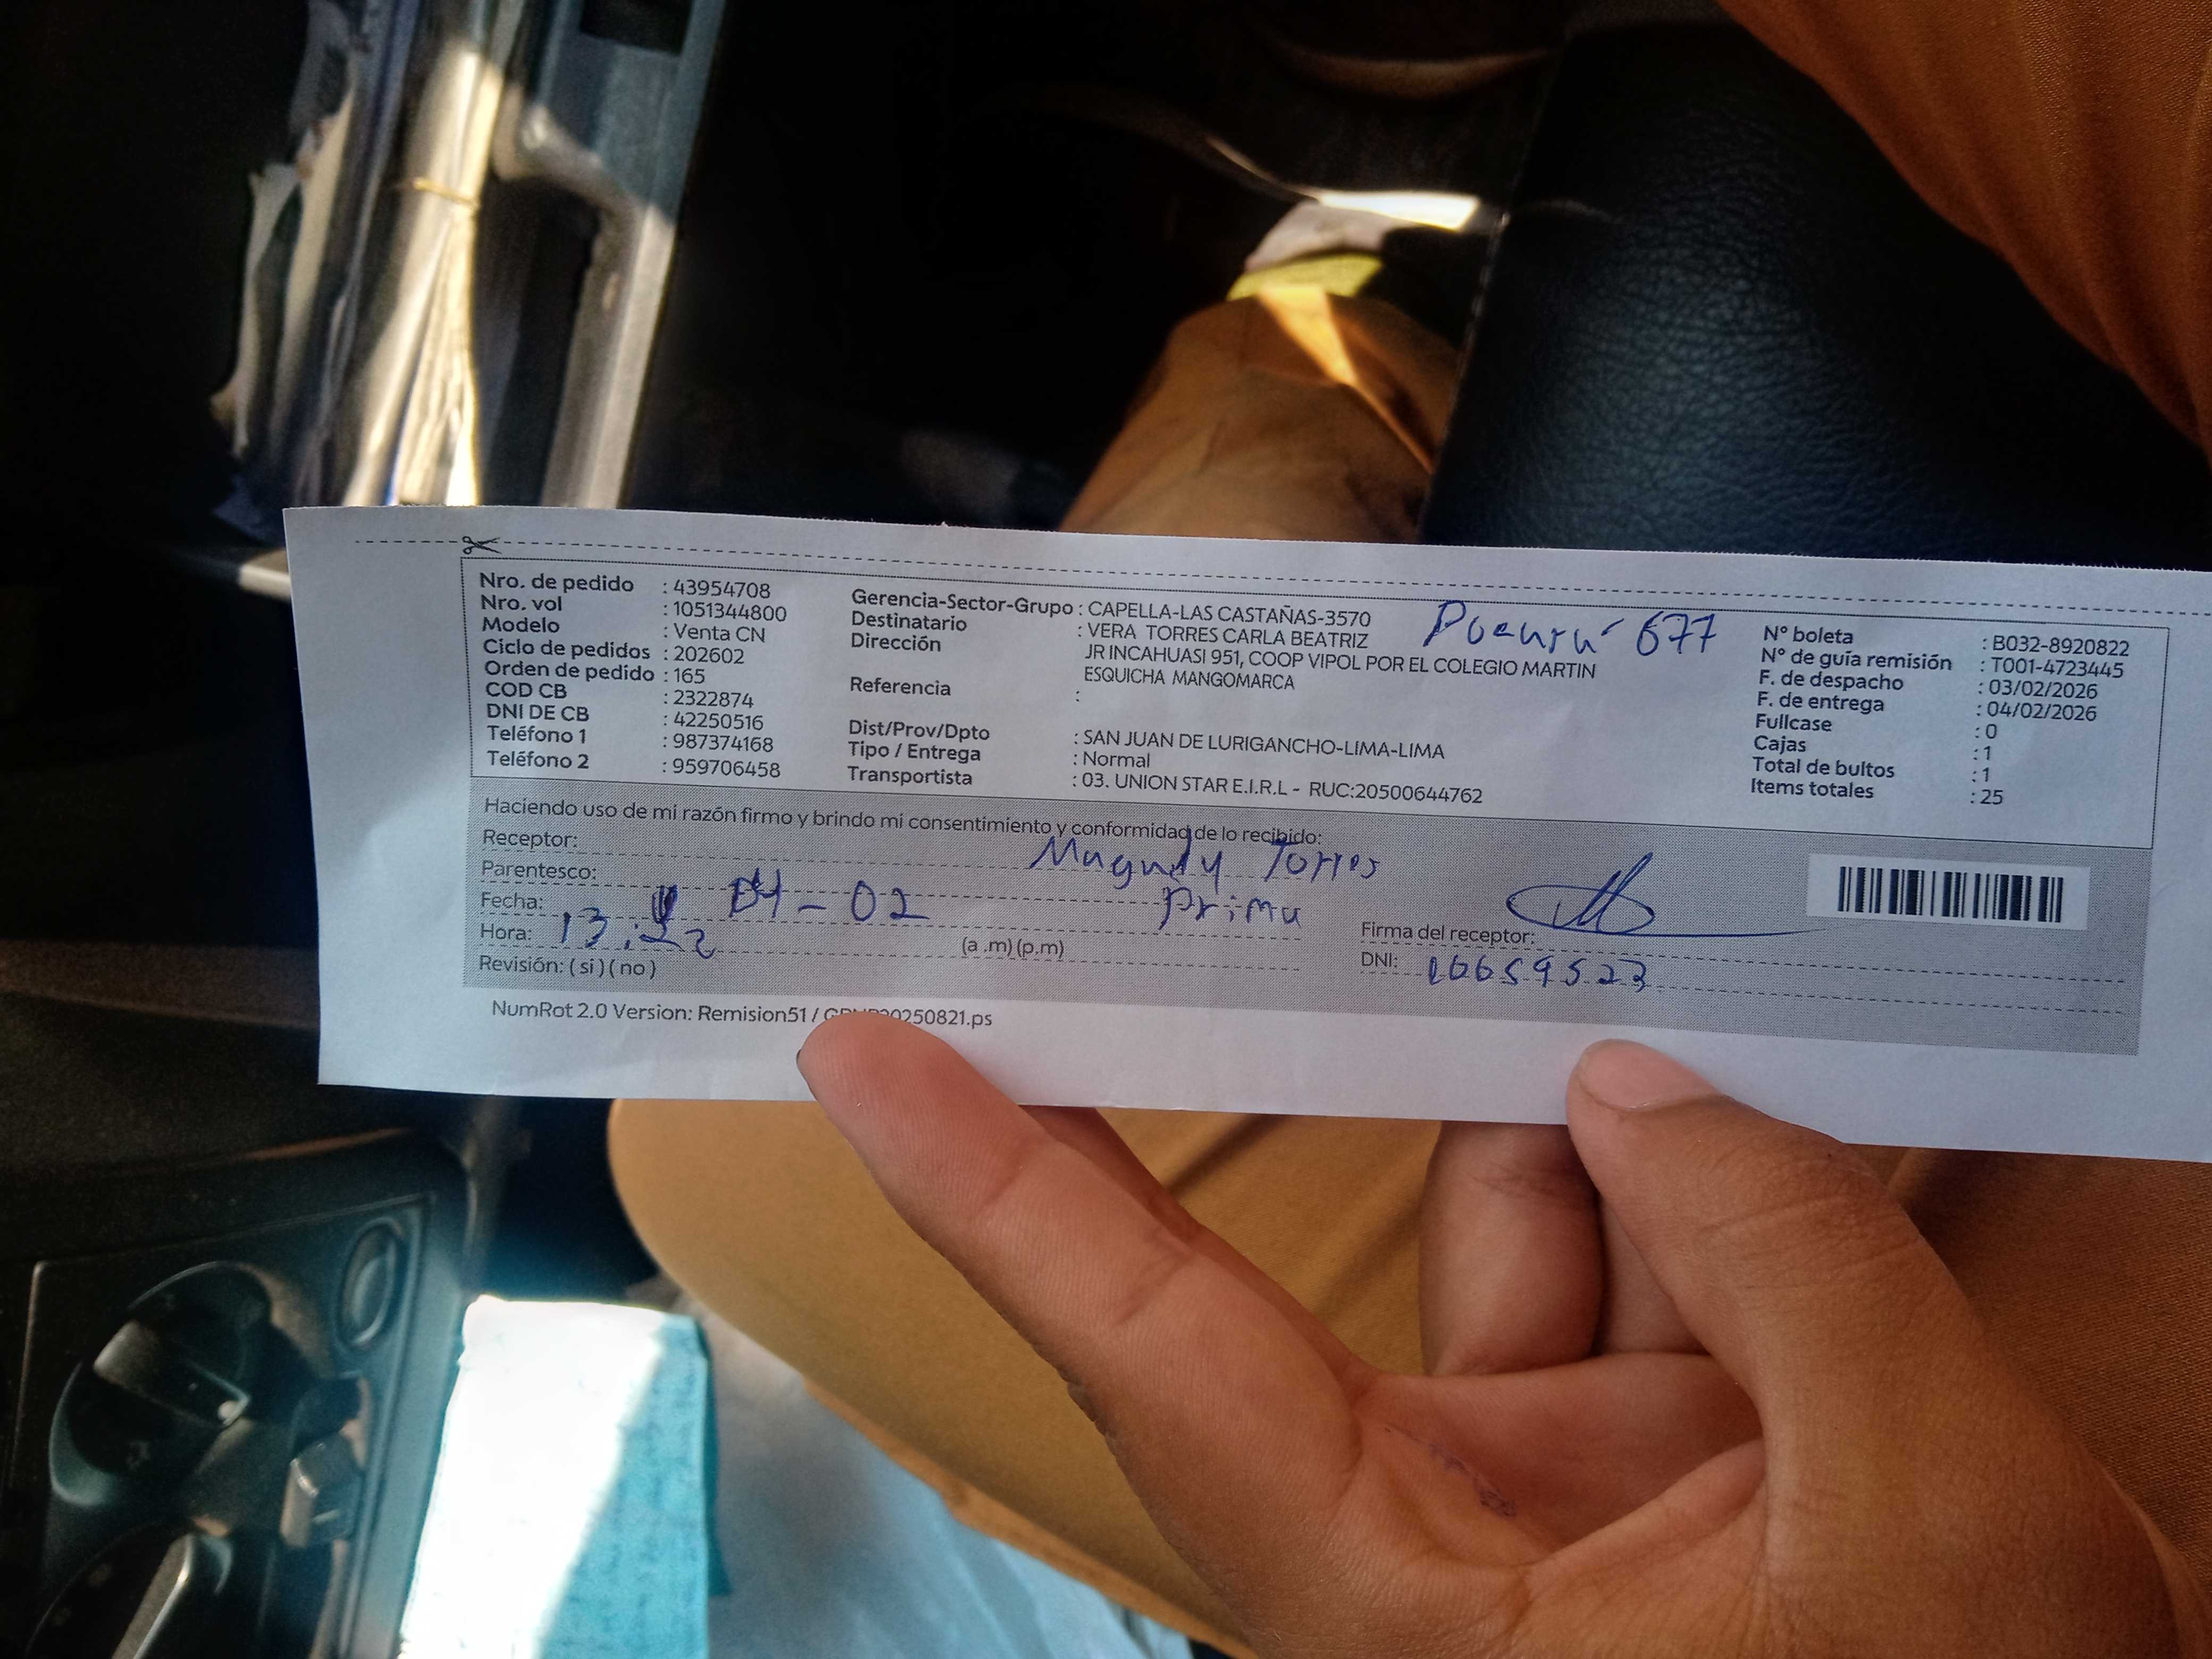 Nro. de pedido : 43954708
Nro. vol : 1051344800
Modelo : Venta CN
Ciclo de pedidos : 202602
Orden de pedido : 165
COD CB : 2322874
DNI DE CB : 42250516
Teléfono 1 : 987374168
Teléfono 2 : 959706458
Gerencia-Sector-Grupo : CAPELLA-LAS CASTAÑAS-3570
Destinatario : VERA TORRES CARLA BEATRIZ
Dirección JR INCAHUASI 951, COOP VIPOL POR EL COLEGIO MARTIN
ESQUICHA MANGOMARCA
Referencia :
Dist/Prov/Dpto : SAN JUAN DE LURIGANCHO-LIMA-LIMA
Tipo / Entrega : Normal
Transportista : 03. UNION STAR E.I.R.L - RUC:20500644762
677
N° boleta : B032-8920822
N° de guía remisión : T001-4723445
F. de despacho : 03/02/2026
F. de entrega : 04/02/2026
Fullcase : 0
Cajas : 1
Total de bultos : 1
Items totales : 25
Haciendo uso de mi razón firmo y brindo mi consentimiento y conformidad de lo recibido:
Receptor: Magndy Torres
Parentesco: Prima
Fecha: 04-02
Hora: 13:22 (a .m) (p.m)
Revisión: ( si ) ( no )
Firma del receptor:
DNI: 16659523
NumRot 2.0 Version: Remision51 / 20250821.ps